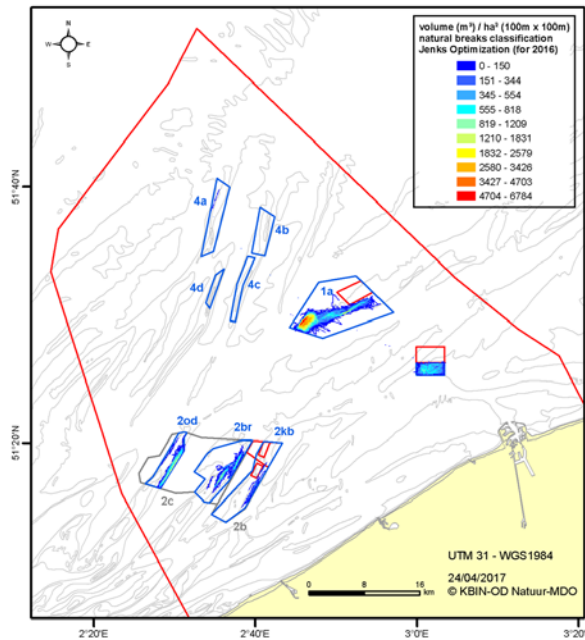 N
W E
S
volume (m³) / ha³ (100m x 100m)
natural breaks classification
Jenks Optimization (for 2016)
0 - 150
151 - 344
345 - 554
555 - 818
819 - 1209
1210 - 1831
1832 - 2579
2580 - 3426
3427 - 4703
4704 - 6784
51°40'
4a
4b
4d
4c
1a
51°20'N
2od
2br
2kb
2c
2b
UTM 31 - WGS1984
24/04/2017
© KBIN-OD Natuur-MDO
0 8 16
km
2°20'E
2°40'E
3°0'E
3°20